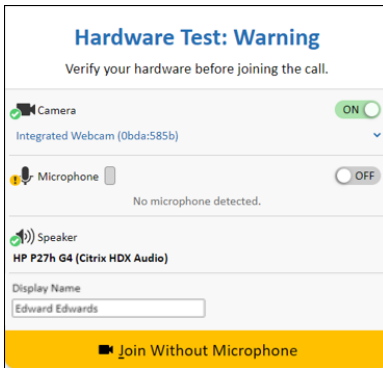 Hardware Test: Warning
Verify your hardware before joining the call.
Camera
ON
Integrated Webcam (0bda:585b)
Microphone
OFF
No microphone detected.
Speaker
HP P27h G4 (Citrix HDX Audio)
Display Name
Edward Edwards
Join Without Microphone